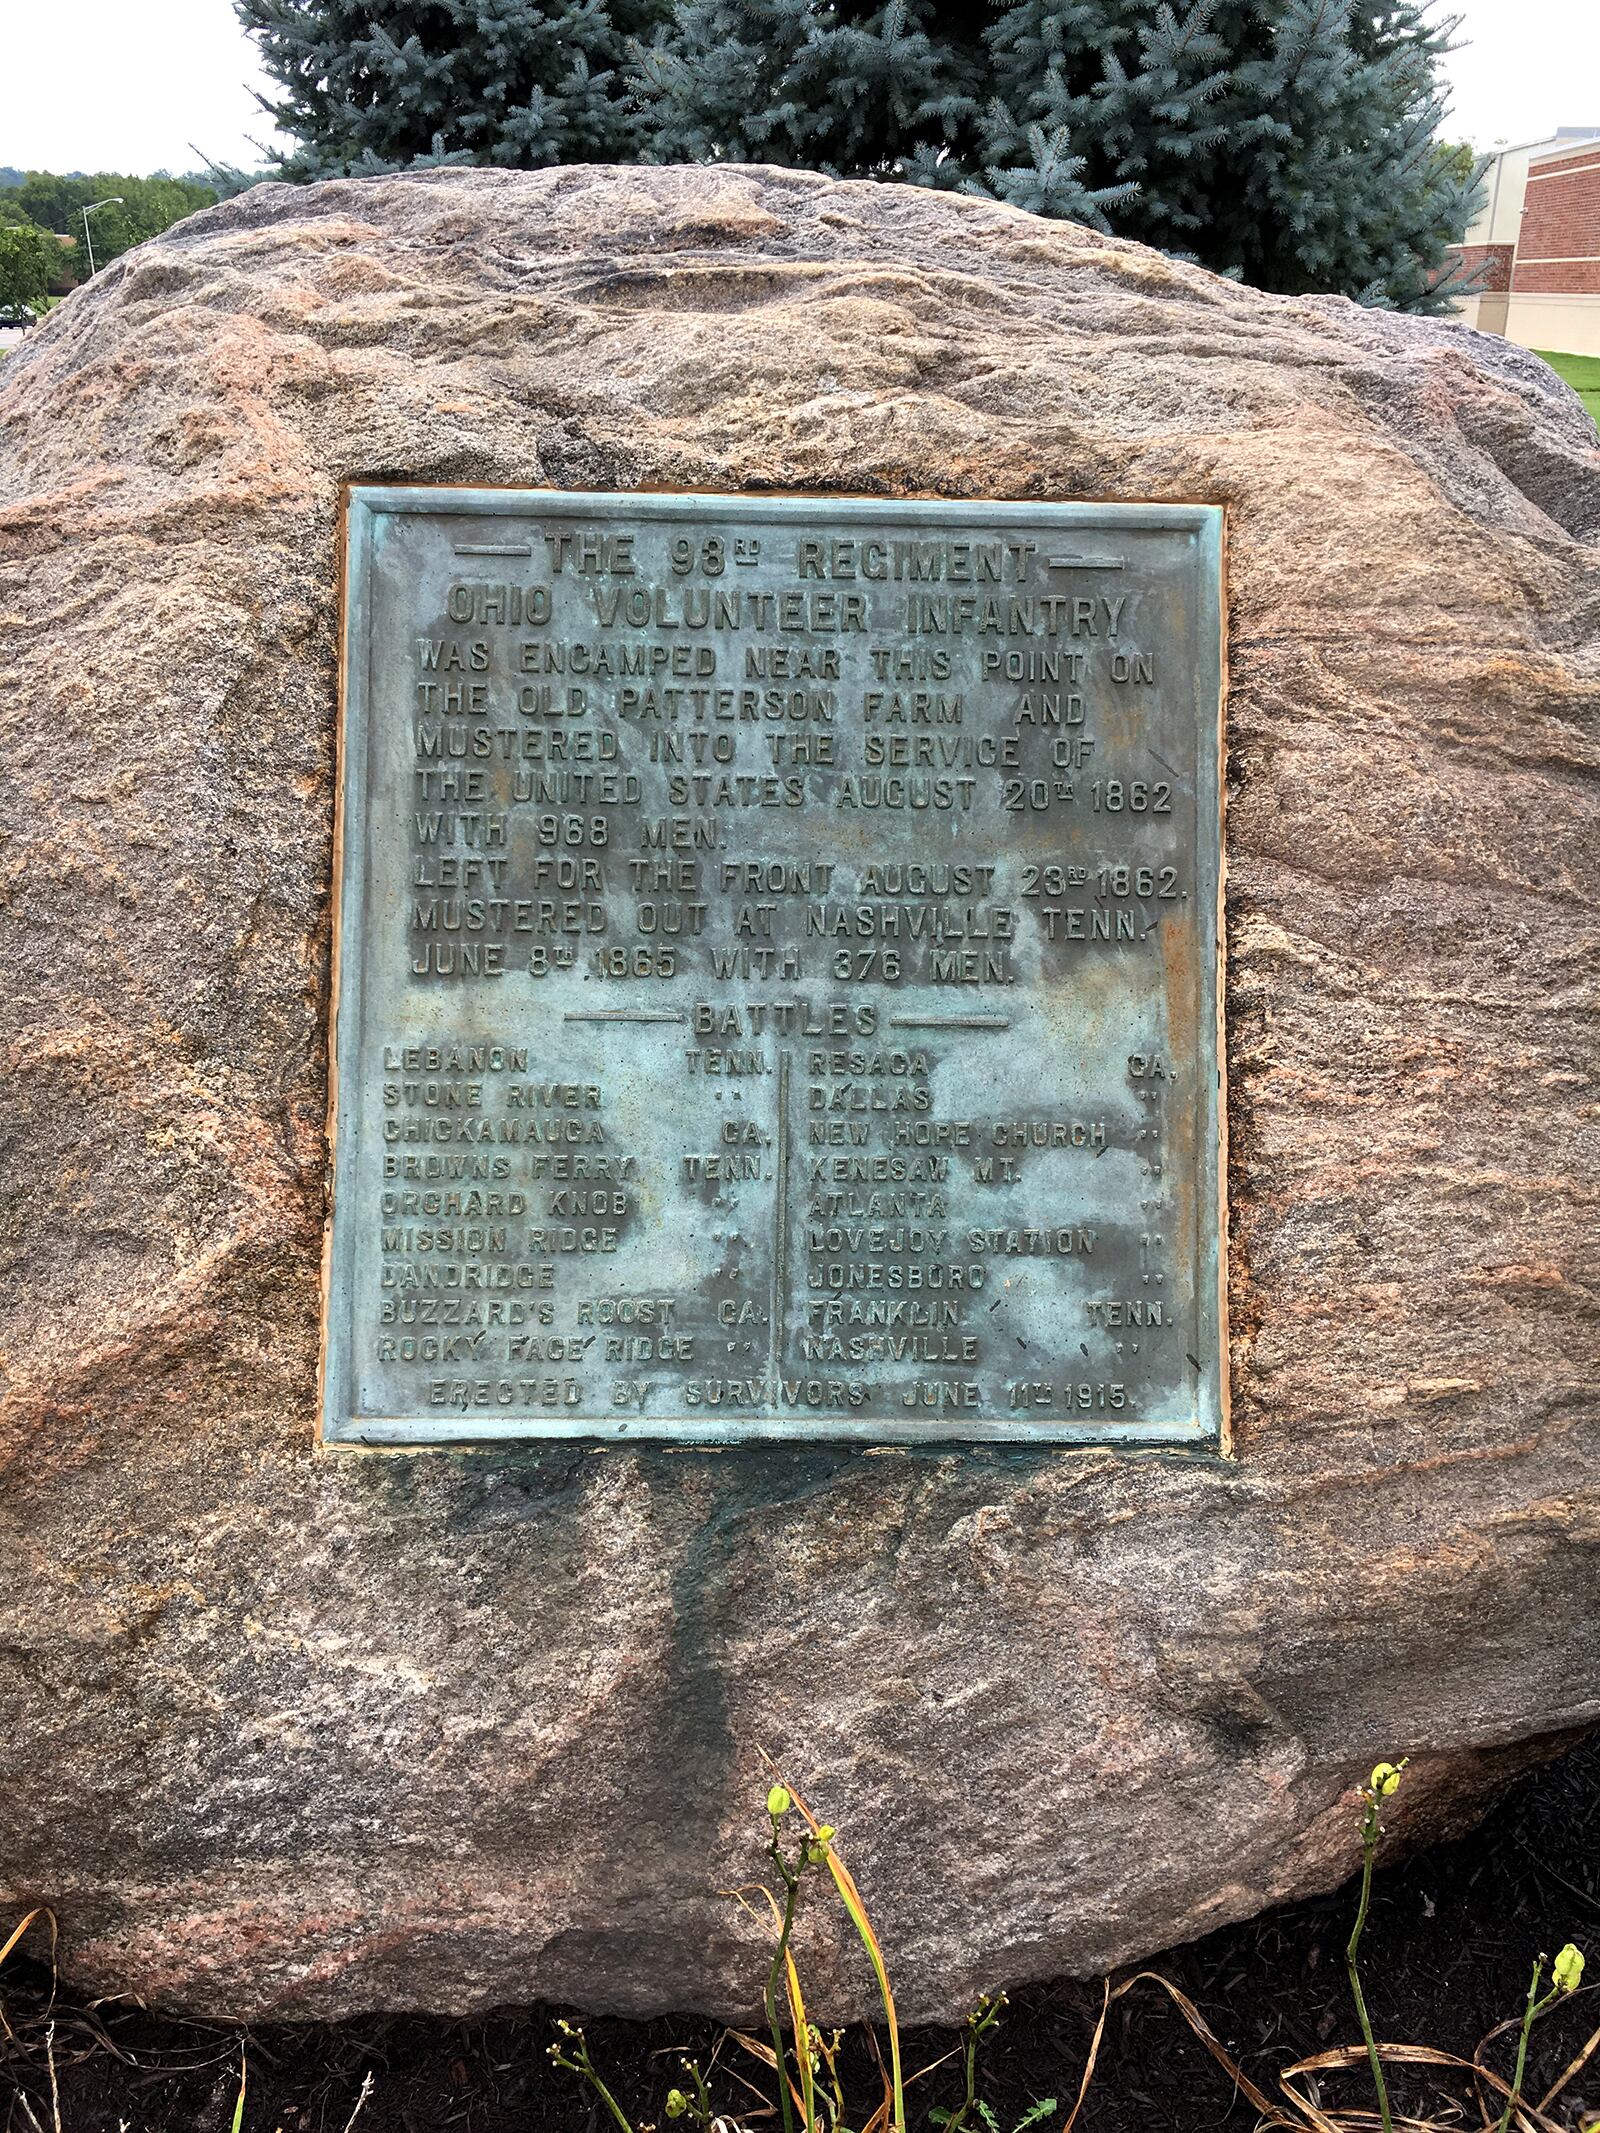 THE 93RD REGIMENT
OHIO VOLUNTEER INFANTRY
WAS ENCAMPED NEAR THIS POINT ON
THE OLD PATTERSON FARM AND
MUSTERED INTO THE SERVICE OF
THE UNITED STATES AUGUST 20TH 1862
WITH 968 MEN.
LEFT FOR THE FRONT AUGUST 23RD 1862.
MUSTERED OUT AT NASHVILLE TENN.
JUNE 8TH 1865 WITH 376 MEN.
BATTLES
LEBANON TENN.
STONE RIVER "
CHICKAMAUGA GA.
BROWNS FERRY TENN.
ORCHARD KNOB "
MISSION RIDGE "
DANDRIDGE "
BUZZARD'S ROOST GA.
ROCKY FACE RIDGE "
RESACA GA.
DALLAS "
NEW HOPE CHURCH "
KENESAW MT. "
ATLANTA "
LOVEJOY STATION "
JONESBORO "
FRANKLIN TENN.
NASHVILLE "
ERECTED BY SURVIVORS JUNE 11TH 1915.